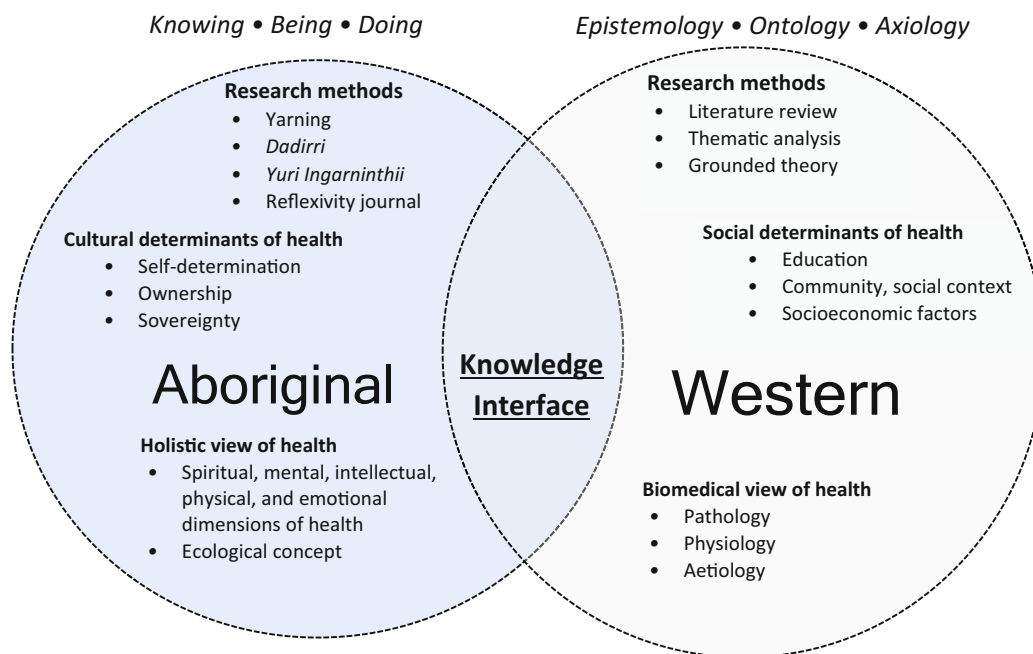 Knowing • Being • Doing
Research methods
• Yarning
• Dadirri
• Yuri Ingarninthii
• Reflexivity journal
Cultural determinants of health
• Self-determination
• Ownership
• Sovereignty
Aboriginal
Holistic view of health
• Spiritual, mental, intellectual,
physical, and emotional
dimensions of health
• Ecological concept
Knowledge
Interface
Epistemology • Ontology • Axiology
Research methods
• Literature review
• Thematic analysis
• Grounded theory
Social determinants of health
• Education
• Community, social context
• Socioeconomic factors
Western
Biomedical view of health
• Pathology
• Physiology
• Aetiology